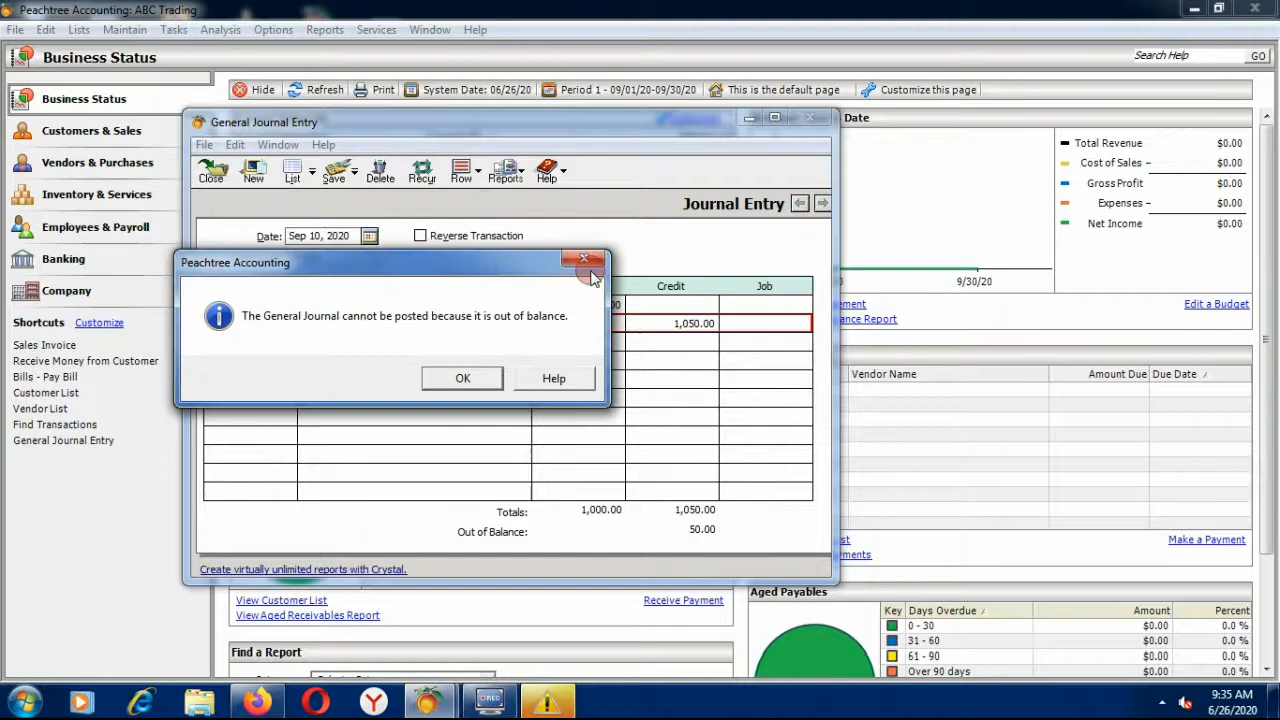 Peachtree Accounting: ABC Trading
File Edit Lists Maintain Tasks Analysis Options Reports Services Window Help
Business Status
Search Help GO
Business Status
Customers & Sales
Vendors & Purchases
Inventory & Services
Employees & Payroll
Banking
Company
Shortcuts Customize
Sales Invoice
Receive Money from Customer
Bills - Pay Bill
Customer List
Vendor List
Find Transactions
General Journal Entry
Hide Refresh Print System Date: 06/26/20 Period 1 - 09/01/20-09/30/20 This is the default page Customize this page
General Journal Entry
File Edit Window Help
Close New List Save Delete Recur Row Reports Help
Journal Entry
Date: Sep 10, 2020 Reverse Transaction
Credit Job
1,050.00
Totals: 1,000.00 1,050.00
Out of Balance: 50.00
Create virtually unlimited reports with Crystal.
Peachtree Accounting
The General Journal cannot be posted because it is out of balance.
OK Help
Date
Total Revenue $0.00
Cost of Sales $0.00
Gross Profit $0.00
Expenses $0.00
Net Income $0.00
9/30/20
Edit a Budget
Vendor Name Amount Due Due Date
Make a Payment
View Customer List Receive Payment
View Aged Receivables Report
Find a Report
Aged Payables
Key Days Overdue Amount Percent
0 - 30 $0.00 0.0 %
31 - 60 $0.00 0.0 %
61 - 90 $0.00 0.0 %
Over 90 days $0.00 0.0 %
REC
9:35 AM
6/26/2020